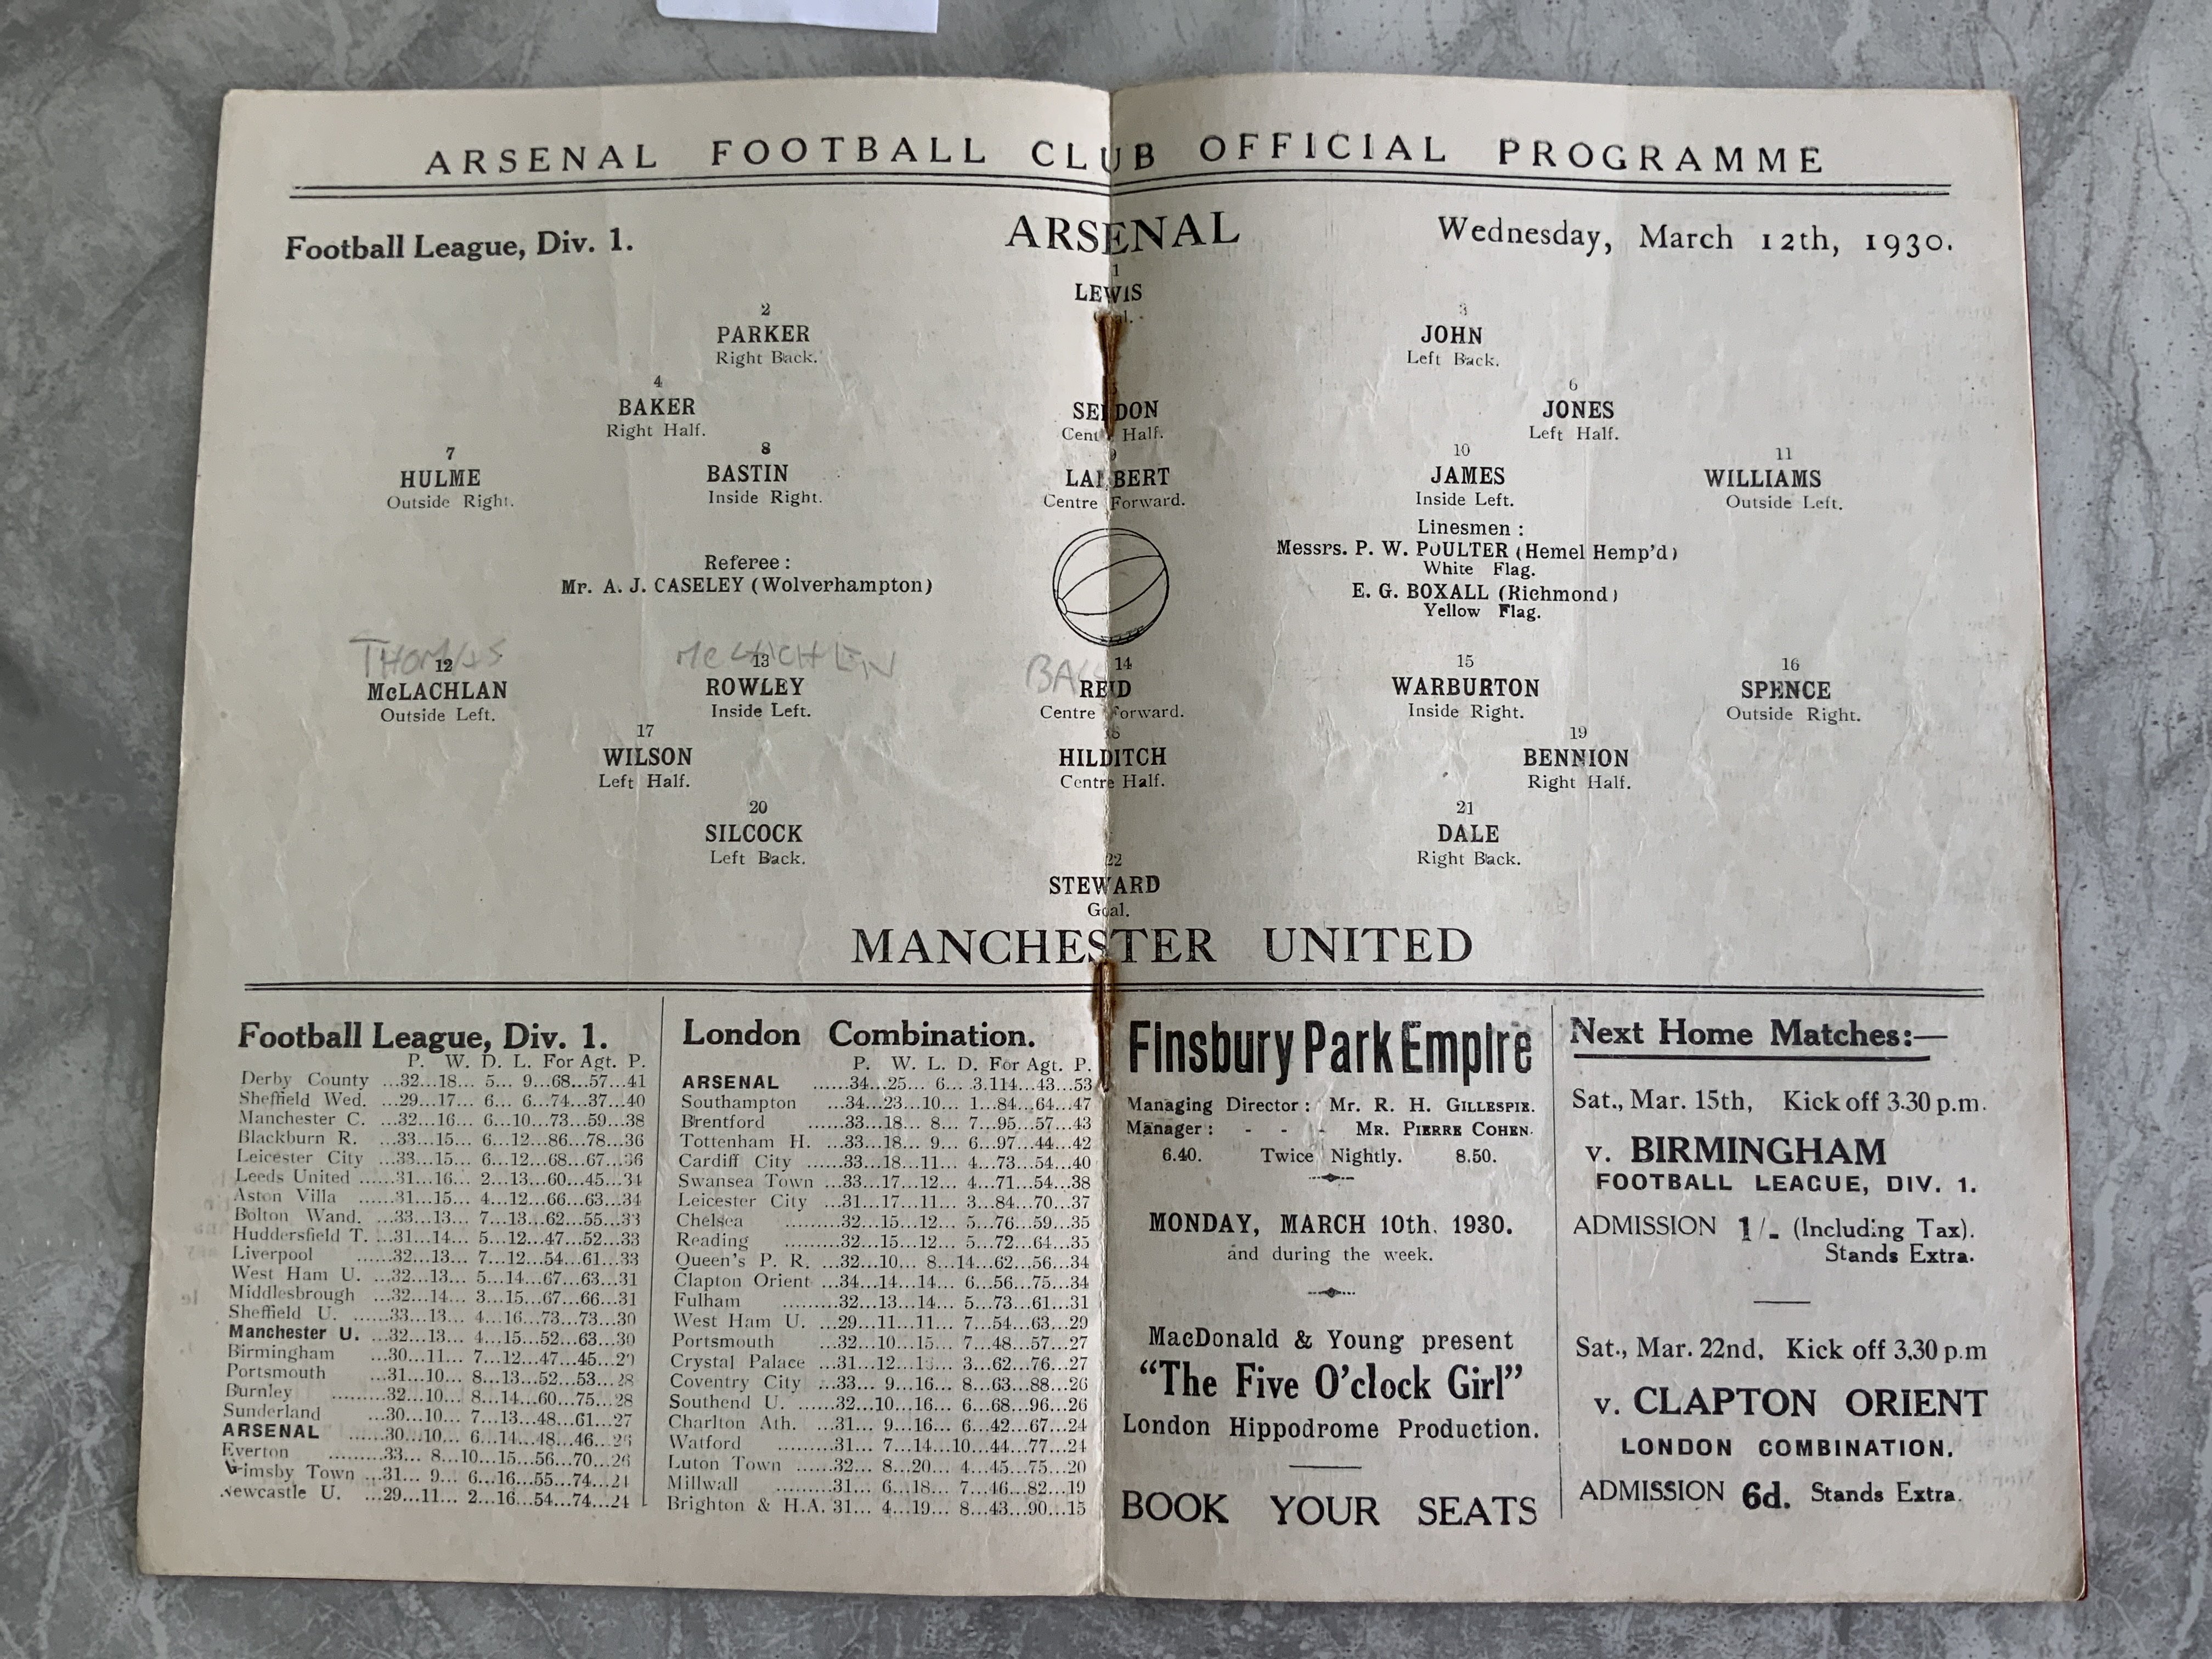 ARSENAL FOOTBALL CLUB OFFICIAL PROGRAMME
Football League, Div. 1.
ARSENAL
Wednesday, March 12th, 1930.
1
LEWIS
2
PARKER
Right Back.
3
JOHN
Left Back.
4
BAKER
Right Half.
SEDDON
Centre Half.
6
JONES
Left Half.
7
HULME
Outside Right.
8
BASTIN
Inside Right.
9
LAMBERT
Centre Forward.
10
JAMES
Inside Left.
11
WILLIAMS
Outside Left.
Referee :
Mr. A. J. CASELEY (Wolverhampton)
Linesmen :
Messrs. P. W. POULTER (Hemel Hemp'd)
White Flag.
E. G. BOXALL (Richmond)
Yellow Flag.
THOMAS
McLACHLEN
12
McLACHLAN
Outside Left.
13
ROWLEY
Inside Left.
14
REID
Centre Forward.
15
WARBURTON
Inside Right.
16
SPENCE
Outside Right.
17
WILSON
Left Half.
18
HILDITCH
Centre Half.
19
BENNION
Right Half.
20
SILCOCK
Left Back.
21
DALE
Right Back.
22
STEWARD
Goal.
MANCHESTER UNITED
Football League, Div. 1.
P. W. D. L. For Agt. P.
Derby County ...32...18... 5... 9...68...57...41
Sheffield Wed. ...29...17... 6... 6...74...37...40
Manchester C. ...32...16... 6...10...73...59...38
Blackburn R. ...33...15... 6...12...86...78...36
Leicester City ...33...15... 6...12...68...67...36
Leeds United ......31...16... 2...13...60...45...34
Aston Villa ......31...15... 4...12...66...63...34
Bolton Wand. ...33...13... 7...13...62...55...33
Huddersfield T. ...31...14... 5...12...47...52...33
Liverpool ......32...13... 7...12...54...61...33
West Ham U. ...32...13... 5...14...67...63...31
Middlesbrough ...32...14... 3...15...67...66...31
Sheffield U. ......33...13... 4...16...73...73...30
Manchester U. ...32...13... 4...15...52...63...30
Birmingham ...30...11... 7...12...47...45...29
Portsmouth ...31...10... 8...13...52...53...28
Burnley .........32...10... 8...14...60...75...28
Sunderland ...30...10... 7...13...48...61...27
ARSENAL ......30...10... 6...14...48...46...26
Everton .........33... 8...10...15...56...70...26
Grimsby Town ...31... 9... 6...16...55...74...24
Newcastle U. ...29...11... 2...16...54...74...24
London Combination.
P. W. L. D. For Agt. P.
ARSENAL ......34...25... 6... .3.114...43...53
Southampton ...34...23...10... 1...84...64...47
Brentford ......33...18... 8... 7...95...57...43
Tottenham H. ...33...18... 9... 6...97...44...42
Cardiff City ......33...18...11... 4...73...54...40
Swansea Town ...33...17...12... 4...71...54...38
Leicester City ...31...17...11... 3...84...70...37
Chelsea .........32...15...12... 5...76...59...35
Reading .........32...15...12... 5...72...64...35
Queen's P. R. ...32...10... 8...14...62...56...34
Clapton Orient ...34...14...14... 6...56...75...34
Fulham .........32...13...14... 5...73...61...31
West Ham U. ...29...11...11... 7...54...63...29
Portsmouth ......32...10...15... 7...48...57...27
Crystal Palace ...31...12...16... 3...62...76...27
Coventry City ...33... 9...16... 8...63...88...26
Southend U. ......32...10...16... 6...68...96...26
Charlton Ath. ...31... 9...16... 6...42...67...24
Watford .........31... 7...14...10...44...77...24
Luton Town ......32... 8...20... 4...45...75...20
Millwall .........31... 6...18... 7...46...82...19
Brighton & H.A. 31... 4...19... 8...43...90...15
Finsbury Park Empire
Managing Director : Mr. R. H. GILLESPIE.
Manager : - - - MR. PIERRE COHEN.
6.40. Twice Nightly. 8.50.
MONDAY, MARCH 10th, 1930.
and during the week.
MacDonald & Young present
"The Five O'clock Girl"
London Hippodrome Production.
BOOK YOUR SEATS
Next Home Matches:—
Sat., Mar. 15th, Kick off 3.30 p.m.
v. BIRMINGHAM
FOOTBALL LEAGUE, DIV. 1.
ADMISSION 1/- (Including Tax).
Stands Extra.
Sat., Mar. 22nd, Kick off 3.30 p.m
v. CLAPTON ORIENT
LONDON COMBINATION.
ADMISSION 6d. Stands Extra.